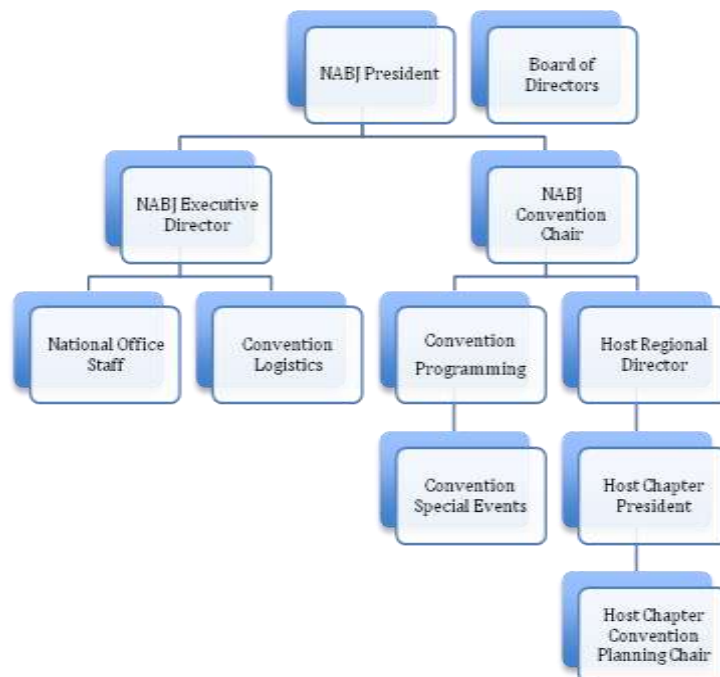 NABJ President
Board of
Directors
NABJ Executive
Director
NABJ
Convention
Chair
National Office
Staff
Convention
Logistics
Convention
Programming
Host Regional
Director
Convention
Special Events
Host Chapter
President
Host Chapter
Convention
Planning Chair